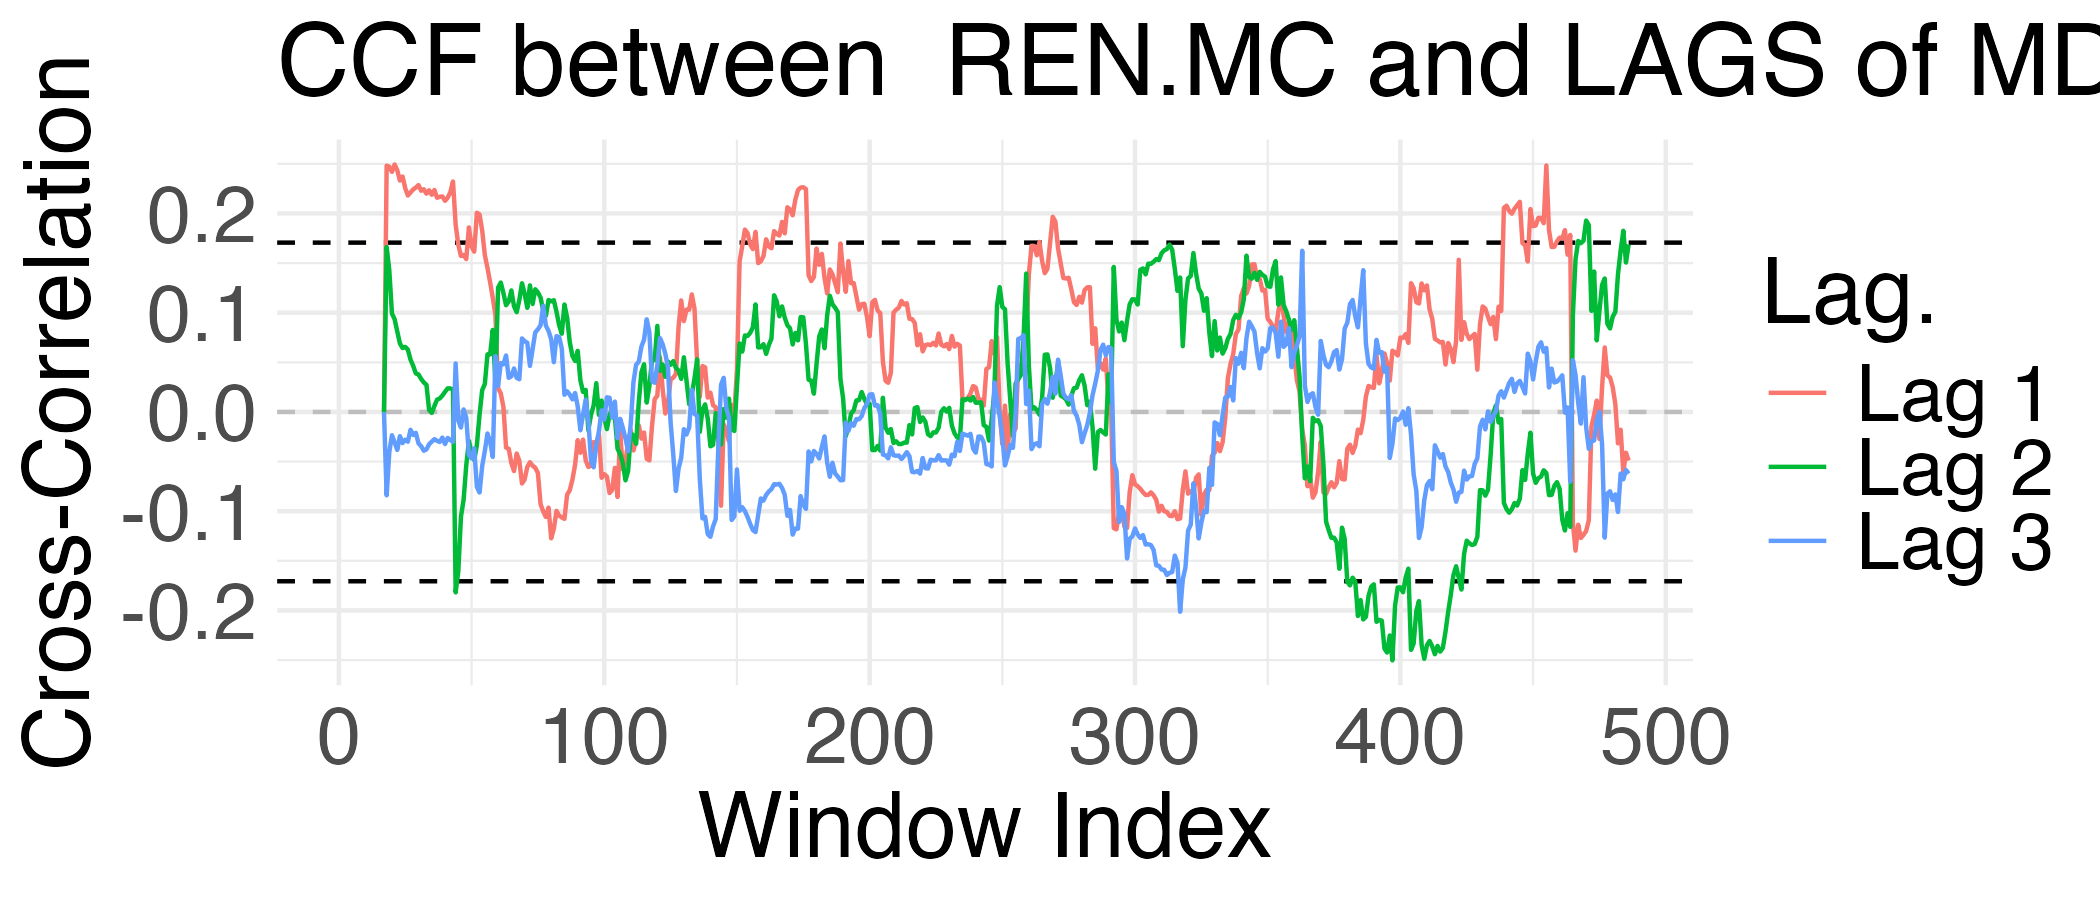 CCF between  REN.MC and LAGS of MD
Cross-Correlation
0.2
0.1
0.0
-0.1
-0.2
0 100 200 300 400 500
Window Index
Lag.
Lag 1
Lag 2
Lag 3